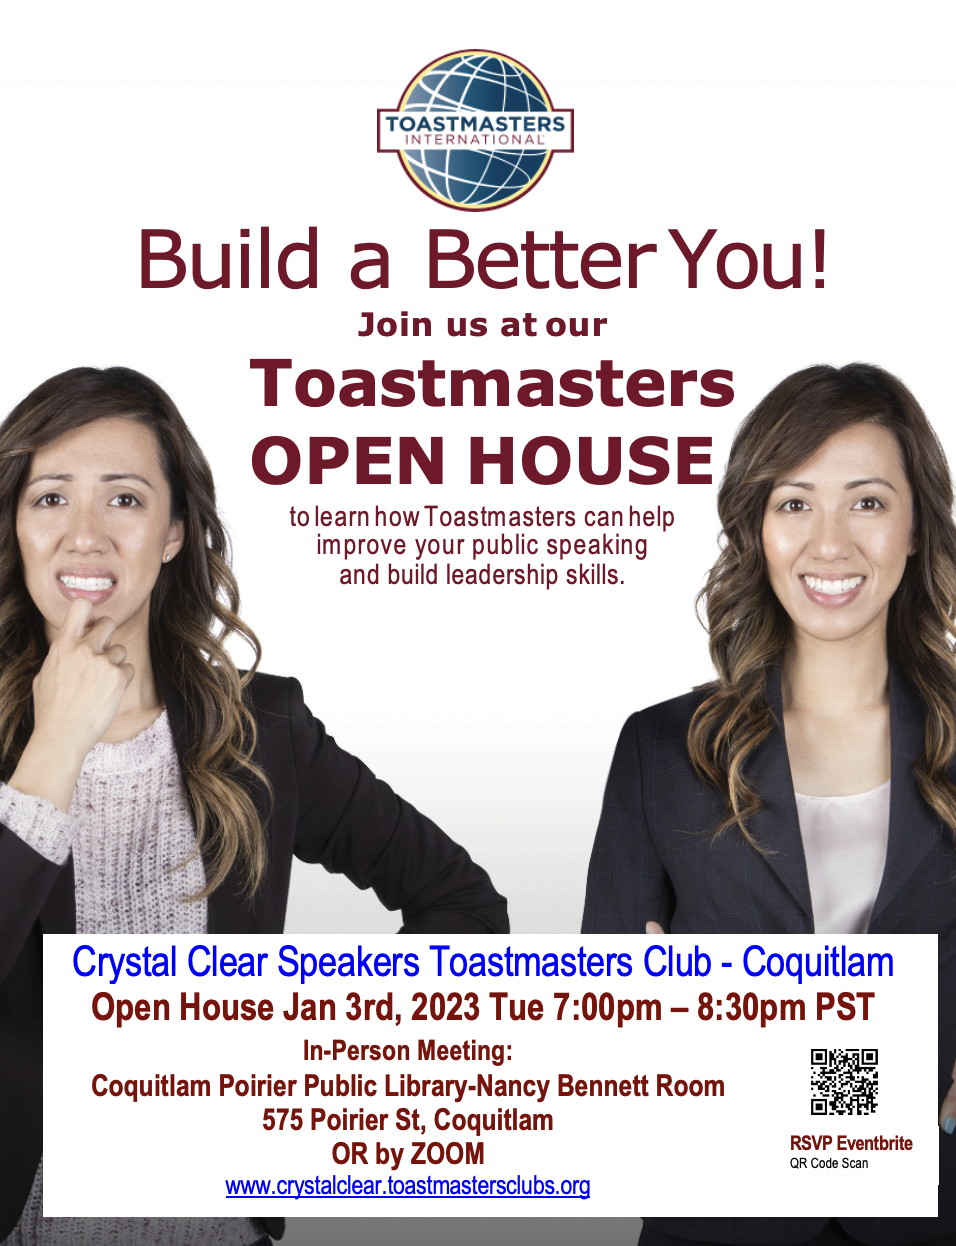 TOASTMASTERS
INTERNATIONAL
Build a Better You!
Join us at our
Toastmasters
OPEN HOUSE
to learn how Toastmasters can help
improve your public speaking
and build leadership skills.
Crystal Clear Speakers Toastmasters Club - Coquitlam
Open House Jan 3rd, 2023 Tue 7:00pm – 8:30pm PST
In-Person Meeting:
Coquitlam Poirier Public Library-Nancy Bennett Room
575 Poirier St, Coquitlam
OR by ZOOM
www.crystalclear.toastmastersclubs.org
RSVP Eventbrite
QR Code Scan